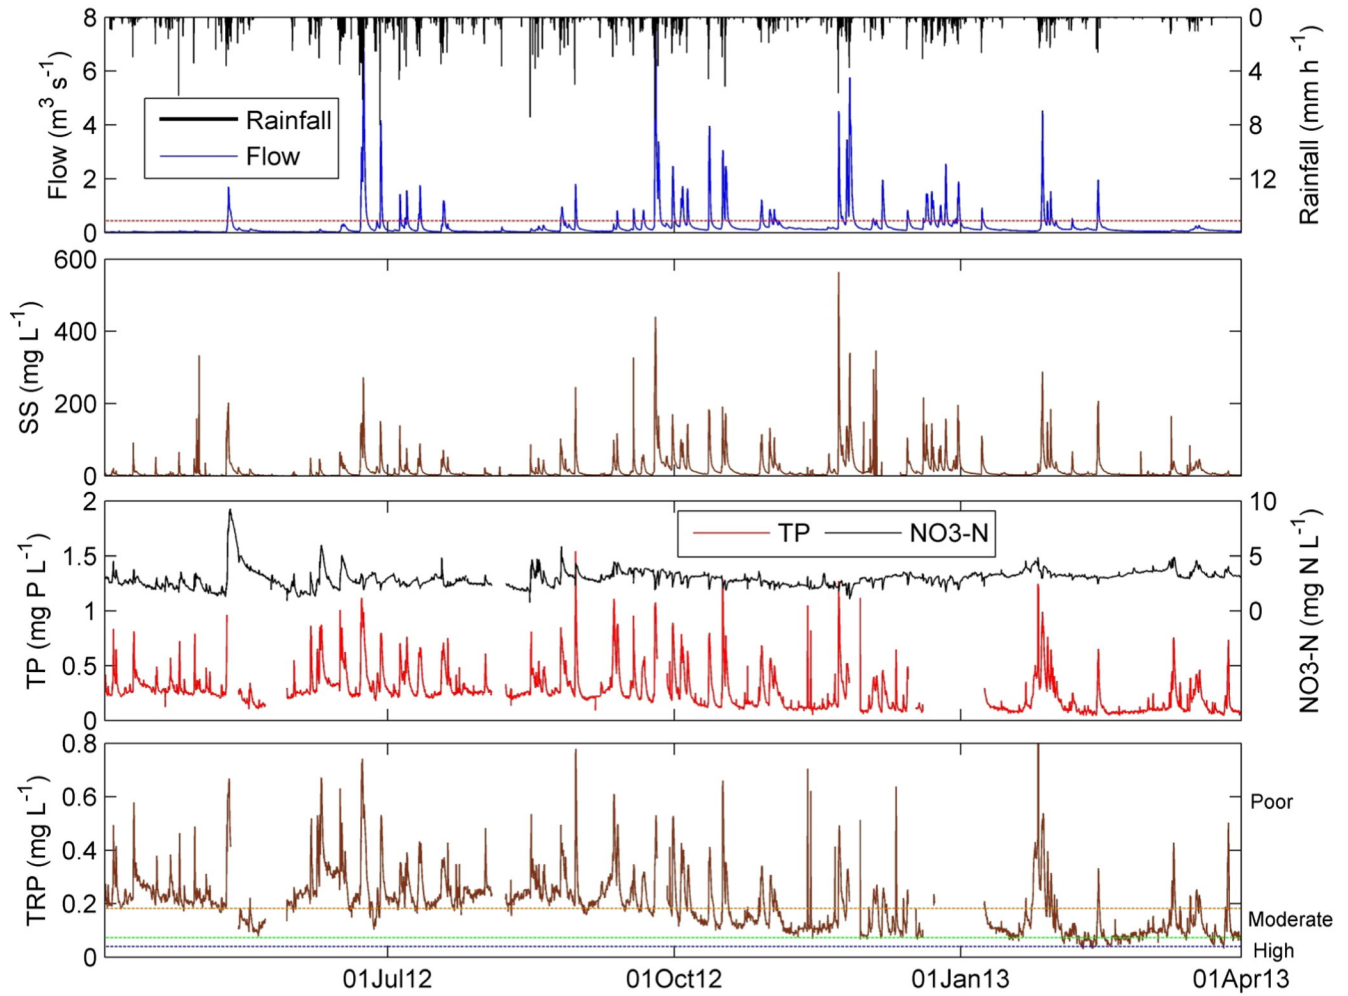 8
6
4
2
0
Flow (m³ s⁻¹)
Rainfall
Flow
0
4
8
12
Rainfall (mm h⁻¹)
600
400
200
0
SS (mg L⁻¹)
2
1.5
1
0.5
0
TP (mg P L⁻¹)
TP NO3-N
10
5
0
NO3-N (mg N L⁻¹)
0.8
0.6
0.4
0.2
0
TRP (mg L⁻¹)
Poor
Moderate
High
01Jul12 01Oct12 01Jan13 01Apr13